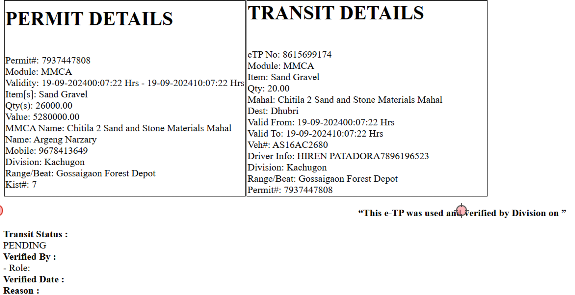 PERMIT DETAILS
Permit#: 7937447808
Module: MMCA
Validity: 19-09-202400:07:22 Hrs - 19-09-202410:07:22 Hrs
Item[s]: Sand Gravel
Qty(s): 26000.00
Value: 5280000.00
MMCA Name: Chitila 2 Sand and Stone Materials Mahal
Name: Argeng Narzary
Mobile: 9678413649
Division: Kachugon
Range/Beat: Gossaigaon Forest Depot
Kist#: 7
TRANSIT DETAILS
eTP No: 8615699174
Module: MMCA
Item: Sand Gravel
Qty: 20.00
Mahal: Chitila 2 Sand and Stone Materials Mahal
Dest: Dhubri
Valid From: 19-09-202400:07:22 Hrs
Valid To: 19-09-202410:07:22 Hrs
Veh#: AS16AC2680
Driver Info: HIREN PATADORA7896196523
Division: Kachugon
Range/Beat: Gossaigaon Forest Depot
Permit#: 7937447808
“This e-TP was used and verified by Division on ”
Transit Status :
PENDING
Verified By :
- Role:
Verified Date :
Reason :